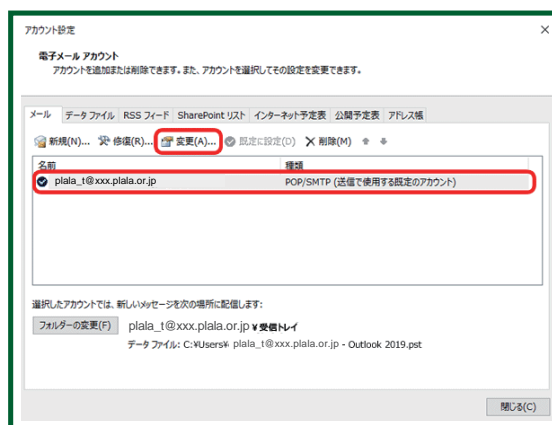 アカウント設定
電子メール アカウント
アカウントを追加または削除できます。また、アカウントを選択してその設定を変更できます。
メール データ ファイル RSS フィード SharePoint リスト インターネット予定表 公開予定表 アドレス帳
新規(N)... 修復(R)... 変更(A)... 既定に設定(D) 削除(M)
名前 種類
plala_t@xxx.plala.or.jp POP/SMTP (送信で使用する既定のアカウント)
選択したアカウントでは、新しいメッセージを次の場所に配信します:
フォルダーの変更(F) plala_t@xxx.plala.or.jp ¥受信トレイ
データ ファイル: C:¥Users¥ plala_t@xxx.plala.or.jp - Outlook 2019.pst
閉じる(C)